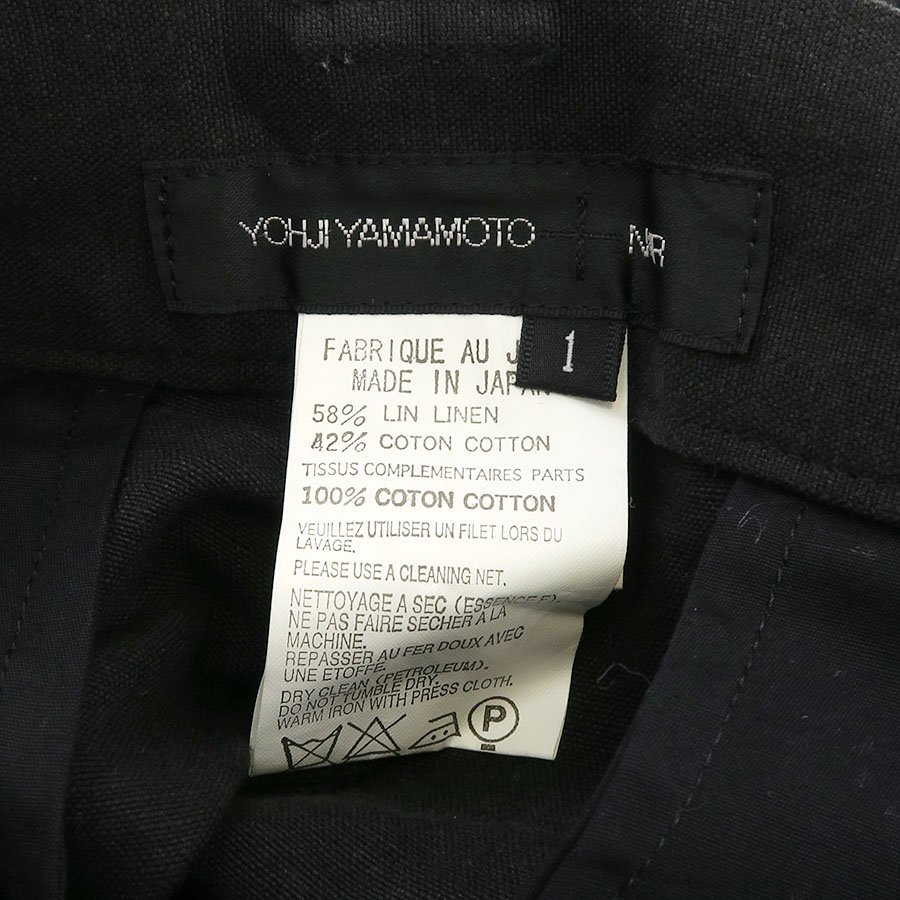 YOHJI YAMAMOTO
1
FABRIQUE AU
MADE IN JAPAN
58% LIN LINEN
42% COTON COTTON
TISSUS COMPLEMENTAIRES PARTS
100% COTON COTTON
VEUILLEZ UTILISER UN FILET LORS DU
LAVAGE.
PLEASE USE A CLEANING NET.
NETTOYAGE A SEC (ESSENCE F).
NE PAS FAIRE SECHER A LA
MACHINE.
REPASSER AU FER DOUX AVEC
UNE ETOFFE.
DRY CLEAN (PETROLEUM).
DO NOT TUMBLE DRY.
WARM IRON WITH PRESS CLOTH.
P